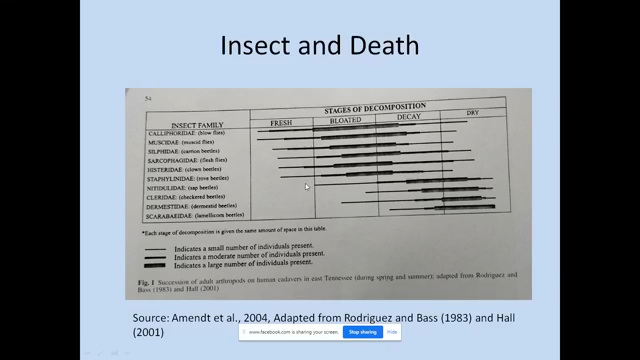 Insect and Death
54
STAGES OF DECOMPOSITION
INSECT FAMILY FRESH BLOATED DECAY DRY
CALLIPHORIDAE: (blow flies)
MUSCIDAE: (muscid flies)
SILPHIDAE: (carrion beetles)
SARCOPHAGIDAE: (flesh flies)
HISTERIDAE: (clown beetles)
STAPHYLINIDAE: (rove beetles)
NITIDULIDAE: (sap beetles)
CLERIDAE: (checkered beetles)
DERMESTIDAE: (dermestid beetles)
SCARABAEIDAE: (lamellicorn beetles)
*Each stage of decomposition is given the same amount of space in this table.
Indicates a small number of individuals present.
Indicates a moderate number of individuals present.
Indicates a large number of individuals present.
Fig. 1 Succession of adult arthropods on human cadavers in east Tennessee (during spring and summer); adapted from Rodriguez and
Bass (1983) and Hall (2001)
Source: Amendt et al., 2004, Adapted from Rodriguez and Bass (1983) and Hall
(2001)
www.facebook.com is sharing your screen. Stop sharing Hide